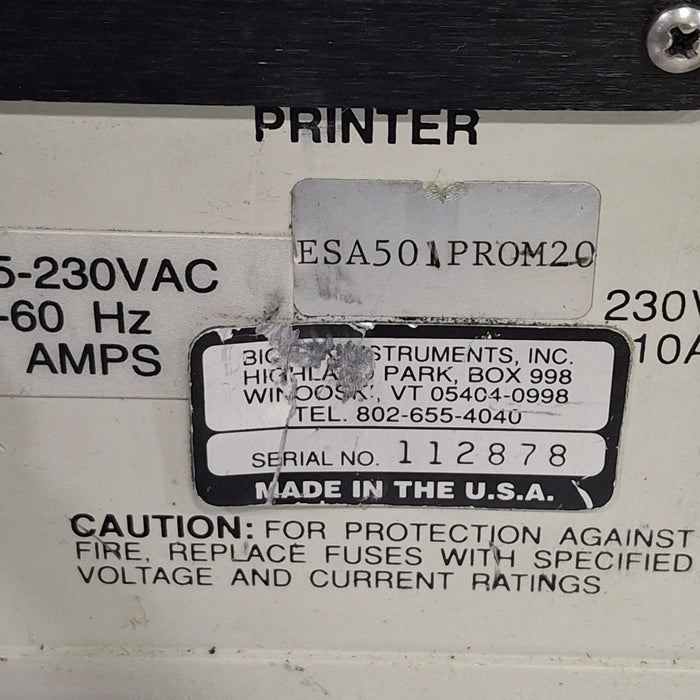 PRINTER
ESA501PROM20
5-230VAC
-60 Hz
AMPS
230V
10A
STRUMENTS, INC.
PARK, BOX 998
VT 05404-0998
TEL. 802-655-4040
SERIAL NO. 112878
MADE IN THE U.S.A.
CAUTION: FOR PROTECTION AGAINST
FIRE, REPLACE FUSES WITH SPECIFIED
VOLTAGE AND CURRENT RATINGS